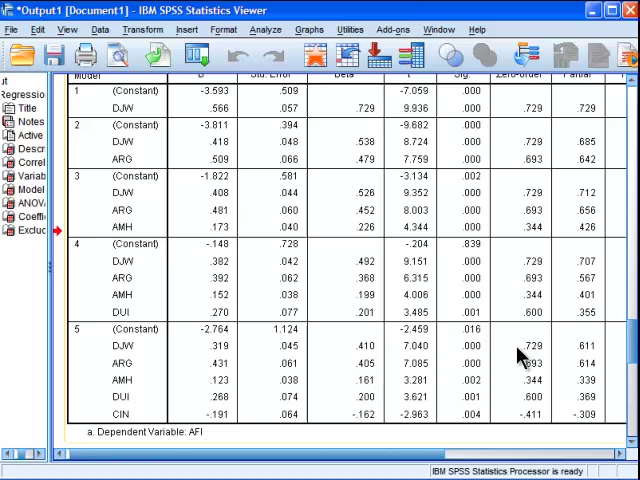 *Output1 [Document1] - IBM SPSS Statistics Viewer
File Edit View Data Transform Insert Format Analyze Graphs Utilities Add-ons Window Help
Model B Std. Error Beta t Sig. Zero-order Partial
1 (Constant) -3.593 .509 -7.059 .000
DJW .566 .057 .729 9.936 .000 .729 .729
2 (Constant) -3.811 .394 -9.682 .000
DJW .418 .048 .538 8.724 .000 .729 .685
ARG .509 .066 .479 7.759 .000 .693 .642
3 (Constant) -1.822 .581 -3.134 .002
DJW .408 .044 .526 9.352 .000 .729 .712
ARG .481 .060 .452 8.003 .000 .693 .656
AMH .173 .040 .226 4.344 .000 .344 .426
4 (Constant) -.148 .728 -.204 .839
DJW .382 .042 .492 9.151 .000 .729 .707
ARG .392 .062 .368 6.315 .000 .693 .567
AMH .152 .038 .199 4.006 .000 .344 .401
DUI .270 .077 .201 3.485 .001 .600 .355
5 (Constant) -2.764 1.124 -2.459 .016
DJW .319 .045 .410 7.040 .000 .729 .611
ARG .431 .061 .405 7.085 .000 .693 .614
AMH .123 .038 .161 3.281 .002 .344 .339
DUI .268 .074 .200 3.621 .001 .600 .369
CIN -.191 .064 -.162 -2.963 .004 -.411 -.309
a. Dependent Variable: AFI
Regression
Title
Notes
Active
Descr
Correl
Variab
Model
ANOV
Coeffic
Exclud
IBM SPSS Statistics Processor is ready